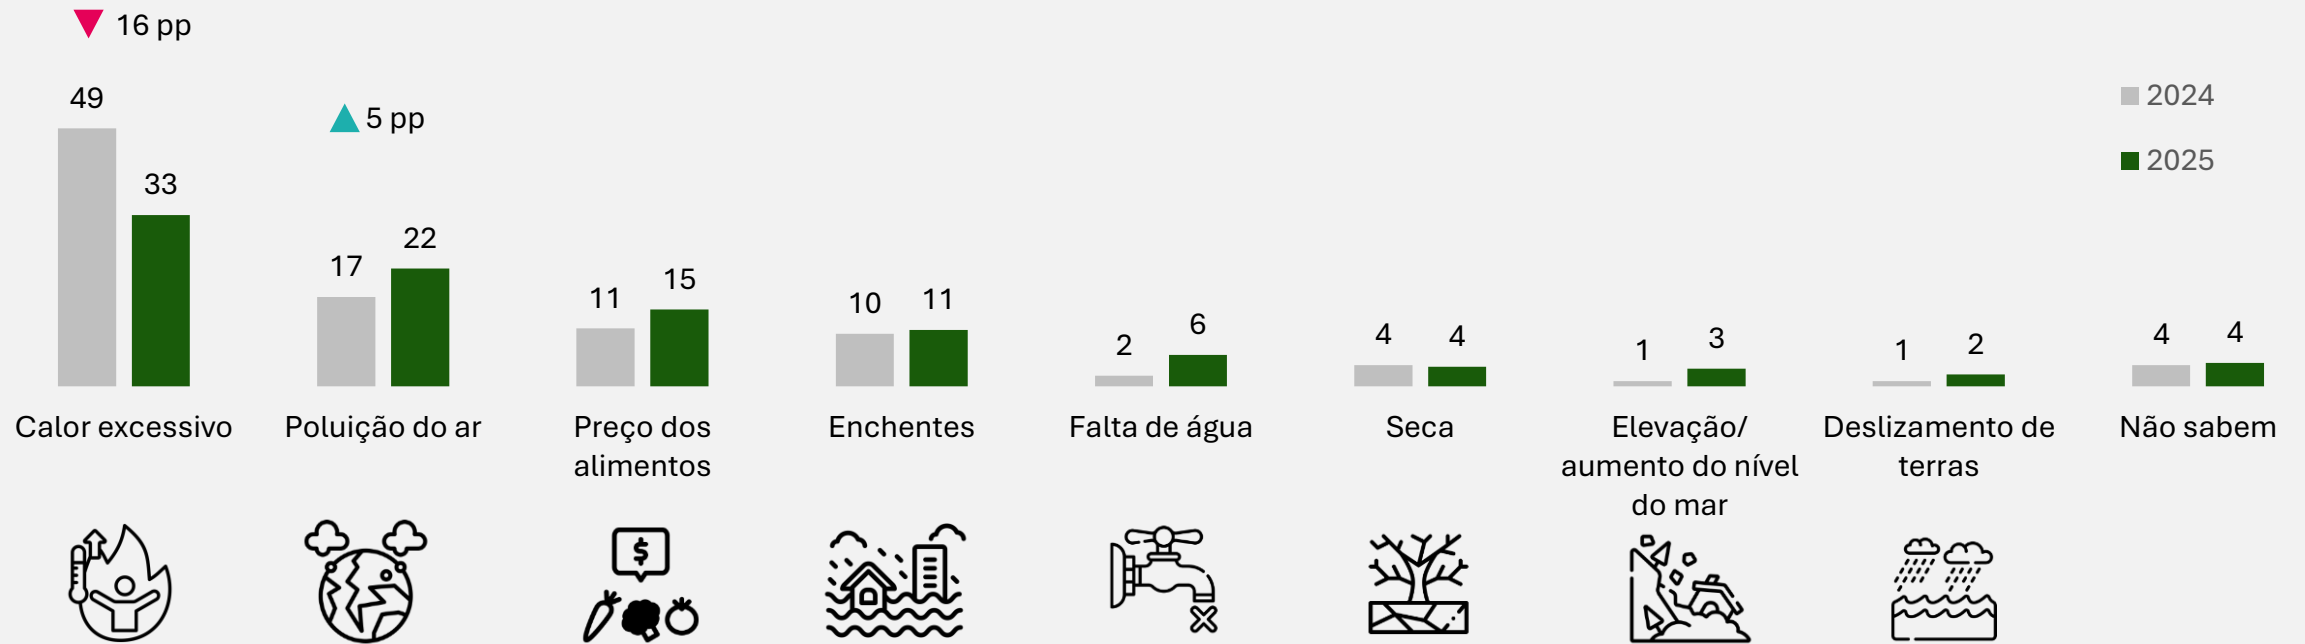 ▼ 16 pp
49
33
▲ 5 pp
17
22
11
15
10
11
2
6
4
4
1
3
1
2
4
4
2024
2025
Calor excessivo
Poluição do ar
Preço dos
alimentos
Enchentes
Falta de água
Seca
Elevação/
aumento do nível
do mar
Deslizamento de
terras
Não sabem
$